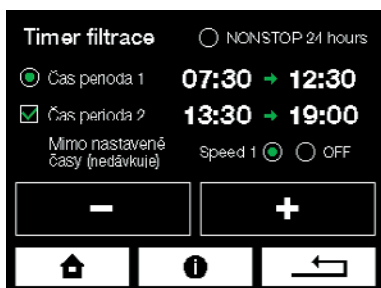 Timer filtrace NONSTOP 24 hours
Čas perioda 1 07:30 → 12:30
Čas perioda 2 13:30 → 19:00
Mimo nastavené
časy (nedávkuje) Speed 1 OFF
− +